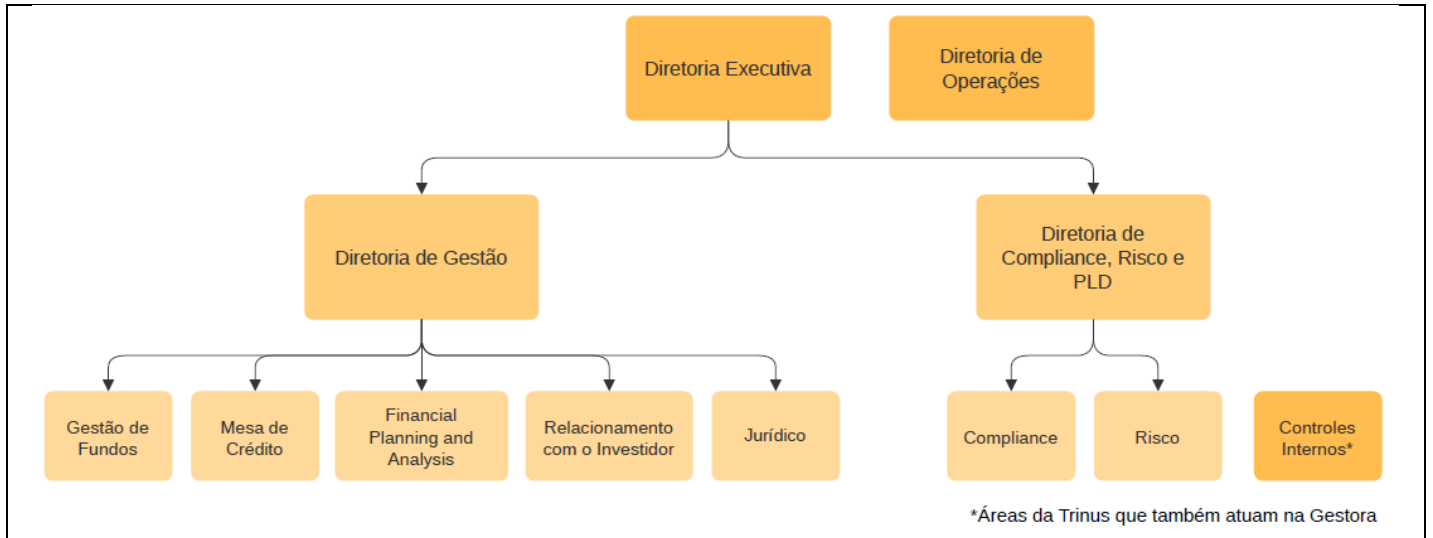 Diretoria Executiva
Diretoria de
Operações
Diretoria de Gestão
Diretoria de
Compliance, Risco e
PLD
Gestão de
Fundos
Mesa de
Crédito
Financial
Planning and
Analysis
Relacionamento
com o Investidor
Jurídico
Compliance
Risco
Controles
Internos*
*Áreas da Trinus que também atuam na Gestora